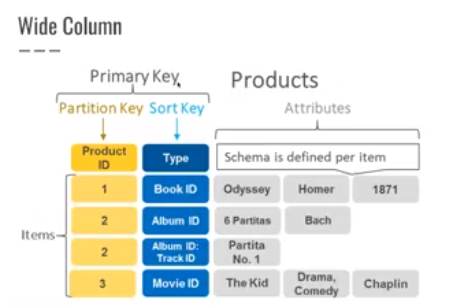 Wide Column
Primary Key
Products
Partition Key Sort Key
Attributes
Product
ID
Type
Schema is defined per item
Items
1
Book ID
Odyssey
Homer
1871
2
Album ID
6 Partitas
Bach
2
Album ID:
Track ID
Partita
No. 1
3
Movie ID
The Kid
Drama,
Comedy
Chaplin